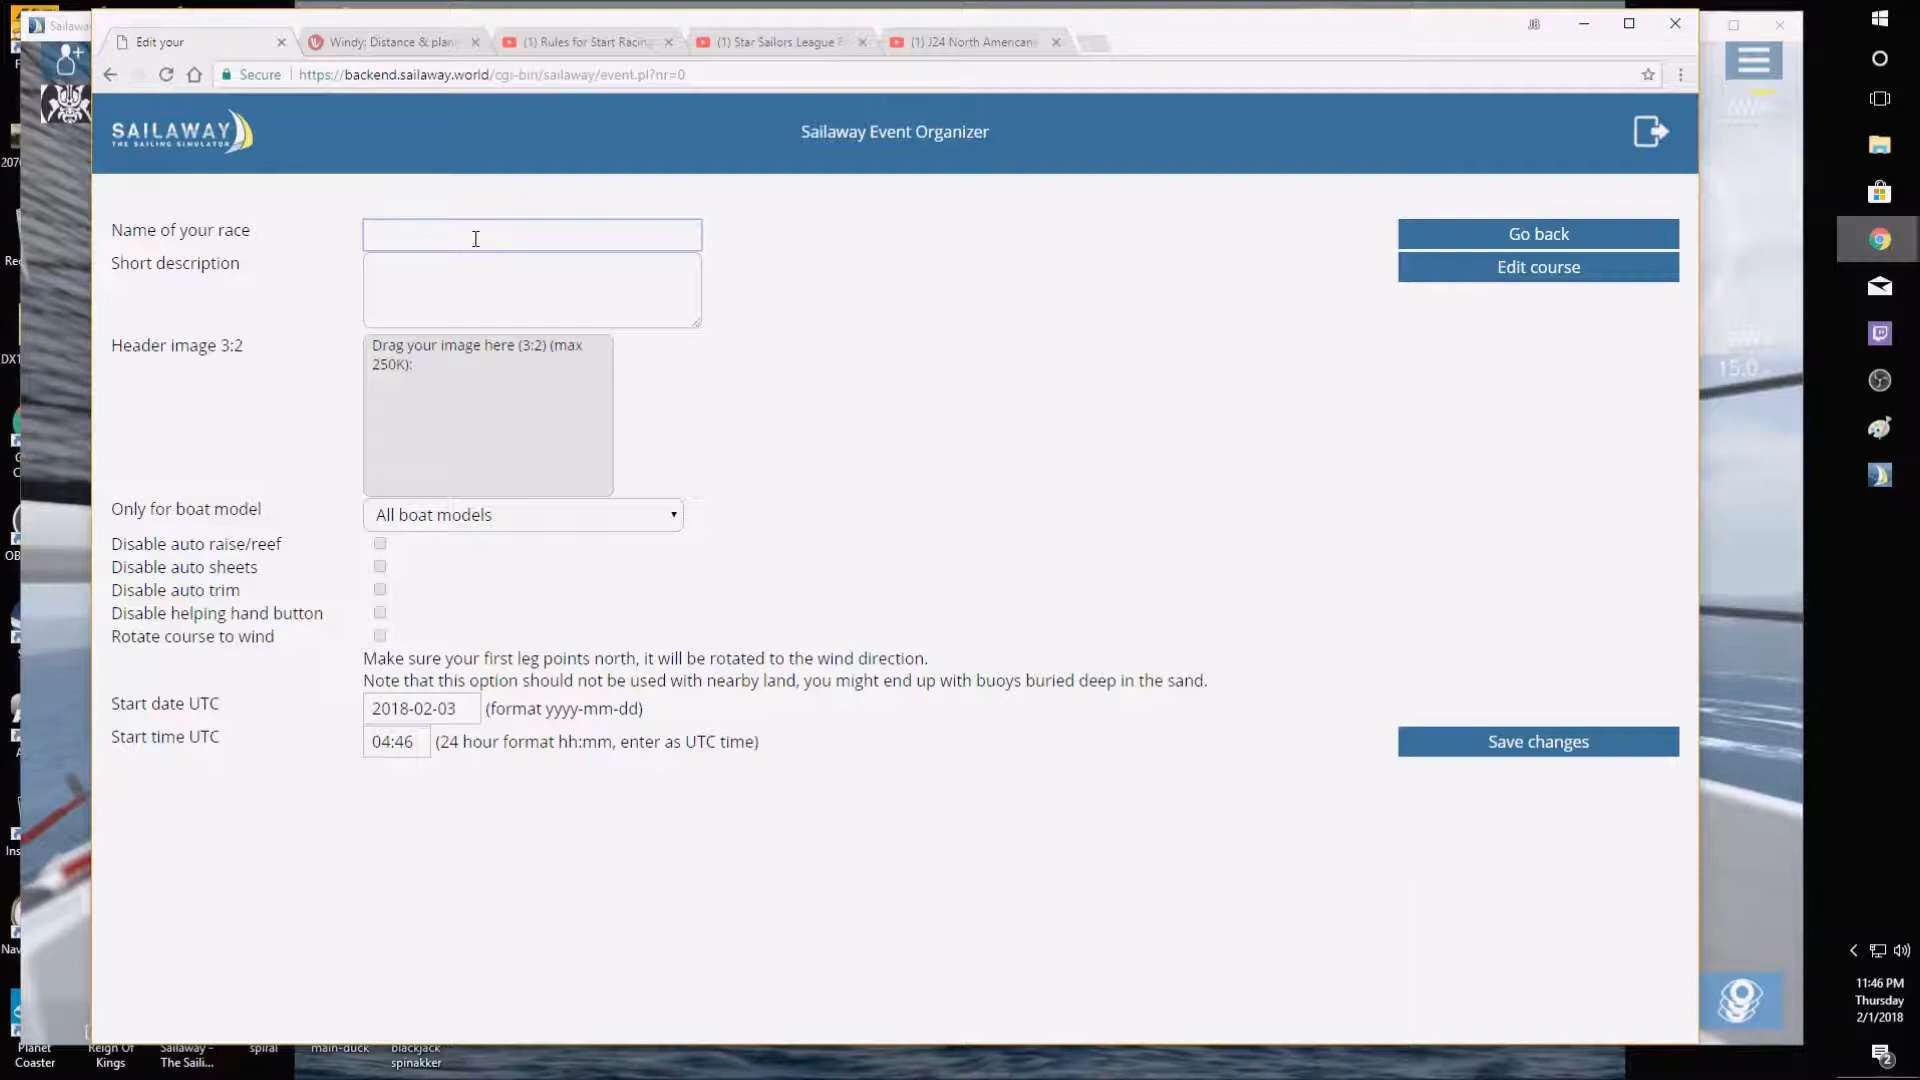 Sailaway
Edit your
Windy: Distance & plan
(1) Rules for Start Racing
(1) Star Sailors League F
(1) J24 North American
JB
Secure
https://backend.sailaway.world/cgi-bin/sailaway/event.pl?nr=0
SAILAWAY
THE SAILING SIMULATOR
Sailaway Event Organizer
Name of your race
Go back
Short description
Edit course
Header image 3:2
Drag your image here (3:2) (max
250K):
15.0
Only for boat model
All boat models
Disable auto raise/reef
Disable auto sheets
Disable auto trim
Disable helping hand button
Rotate course to wind
Make sure your first leg points north, it will be rotated to the wind direction.
Note that this option should not be used with nearby land, you might end up with buoys buried deep in the sand.
Start date UTC
2018-02-03
(format yyyy-mm-dd)
Start time UTC
04:46
(24 hour format hh:mm, enter as UTC time)
Save changes
11:46 PM
Thursday
2/1/2018
2
Planet
Coaster
Reign Of
Kings
Sailaway -
The Saili...
spiral
main-duck
blackjack
spinakker